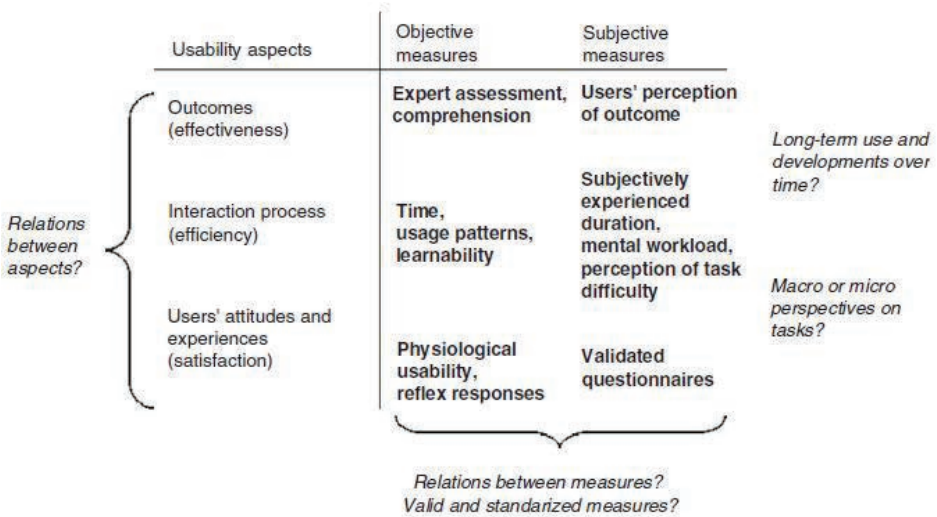 Usability aspects
Objective
measures
Subjective
measures
Relations
between
aspects?
Outcomes
(effectiveness)
Expert assessment,
comprehension
Users' perception
of outcome
Interaction process
(efficiency)
Time,
usage patterns,
learnability
Subjectively
experienced
duration,
mental workload,
perception of task
difficulty
Users' attitudes and
experiences
(satisfaction)
Physiological
usability,
reflex responses
Validated
questionnaires
Long-term use and
developments over
time?
Macro or micro
perspectives on
tasks?
Relations between measures?
Valid and standarized measures?